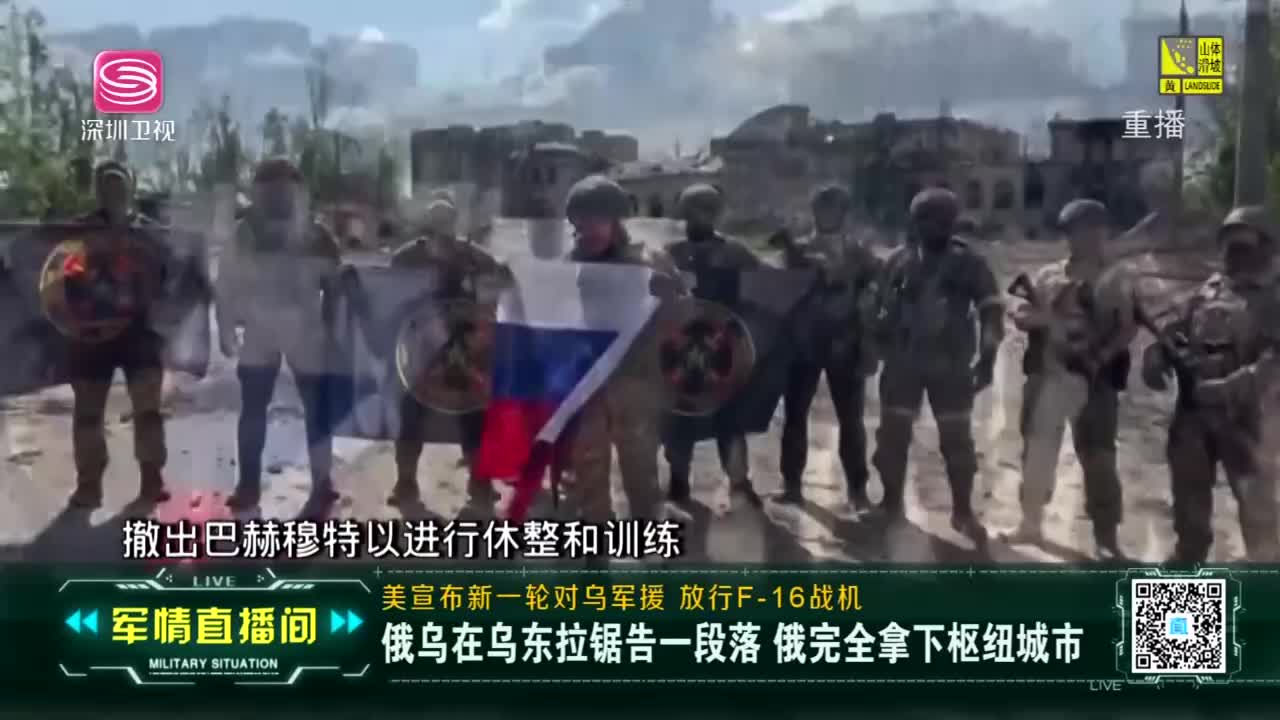 深圳卫视
山体
滑坡
黄 LANDSLIDE
重播
撤出巴赫穆特以进行休整和训练
LIVE
军情直播间
MILITARY SITUATION
美宣布新一轮对乌军援 放行F-16战机
俄乌在乌东拉锯告一段落 俄完全拿下枢纽城市
LIVE